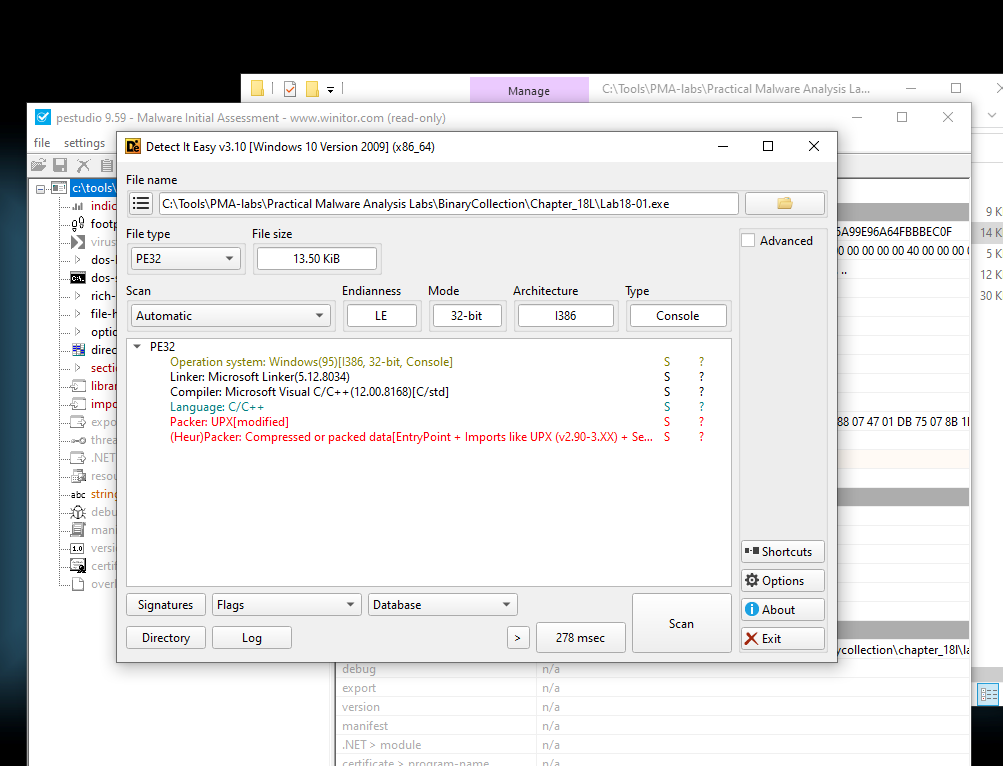 Manage
C:\Tools\PMA-labs\Practical Malware Analysis La...
pestudio 9.59 - Malware Initial Assessment - www.winitor.com (read-only)
file settings
c:\tools\
indic
footp
virus
dos-
dos-s
rich-
file-h
optio
direc
secti
librar
impo
expo
threa
.NET
resou
string
debu
mani
versi
certi
overl
Detect It Easy v3.10 [Windows 10 Version 2009] (x86_64)
File name
C:\Tools\PMA-labs\Practical Malware Analysis Labs\BinaryCollection\Chapter_18L\Lab18-01.exe
File type File size
PE32 13.50 KiB
Advanced
Scan Endianness Mode Architecture Type
Automatic LE 32-bit I386 Console
PE32
Operation system: Windows(95)[I386, 32-bit, Console] S ?
Linker: Microsoft Linker(5.12.8034) S ?
Compiler: Microsoft Visual C/C++(12.00.8168)[C/std] S ?
Language: C/C++ S ?
Packer: UPX[modified] S ?
(Heur)Packer: Compressed or packed data[EntryPoint + Imports like UPX (v2.90-3.XX) + Se... S ?
Shortcuts
Options
About
Exit
Signatures Flags Database Scan
Directory Log > 278 msec
6A99E96A64FBBBEC0F
00 00 00 00 00 40 00 00 00
..
88 07 47 01 DB 75 07 8B
ycollection\chapter_18l\la
9 K
14 K
5 K
12 K
30 K
debug n/a
export n/a
version n/a
manifest n/a
.NET > module n/a
certificate > program-name n/a